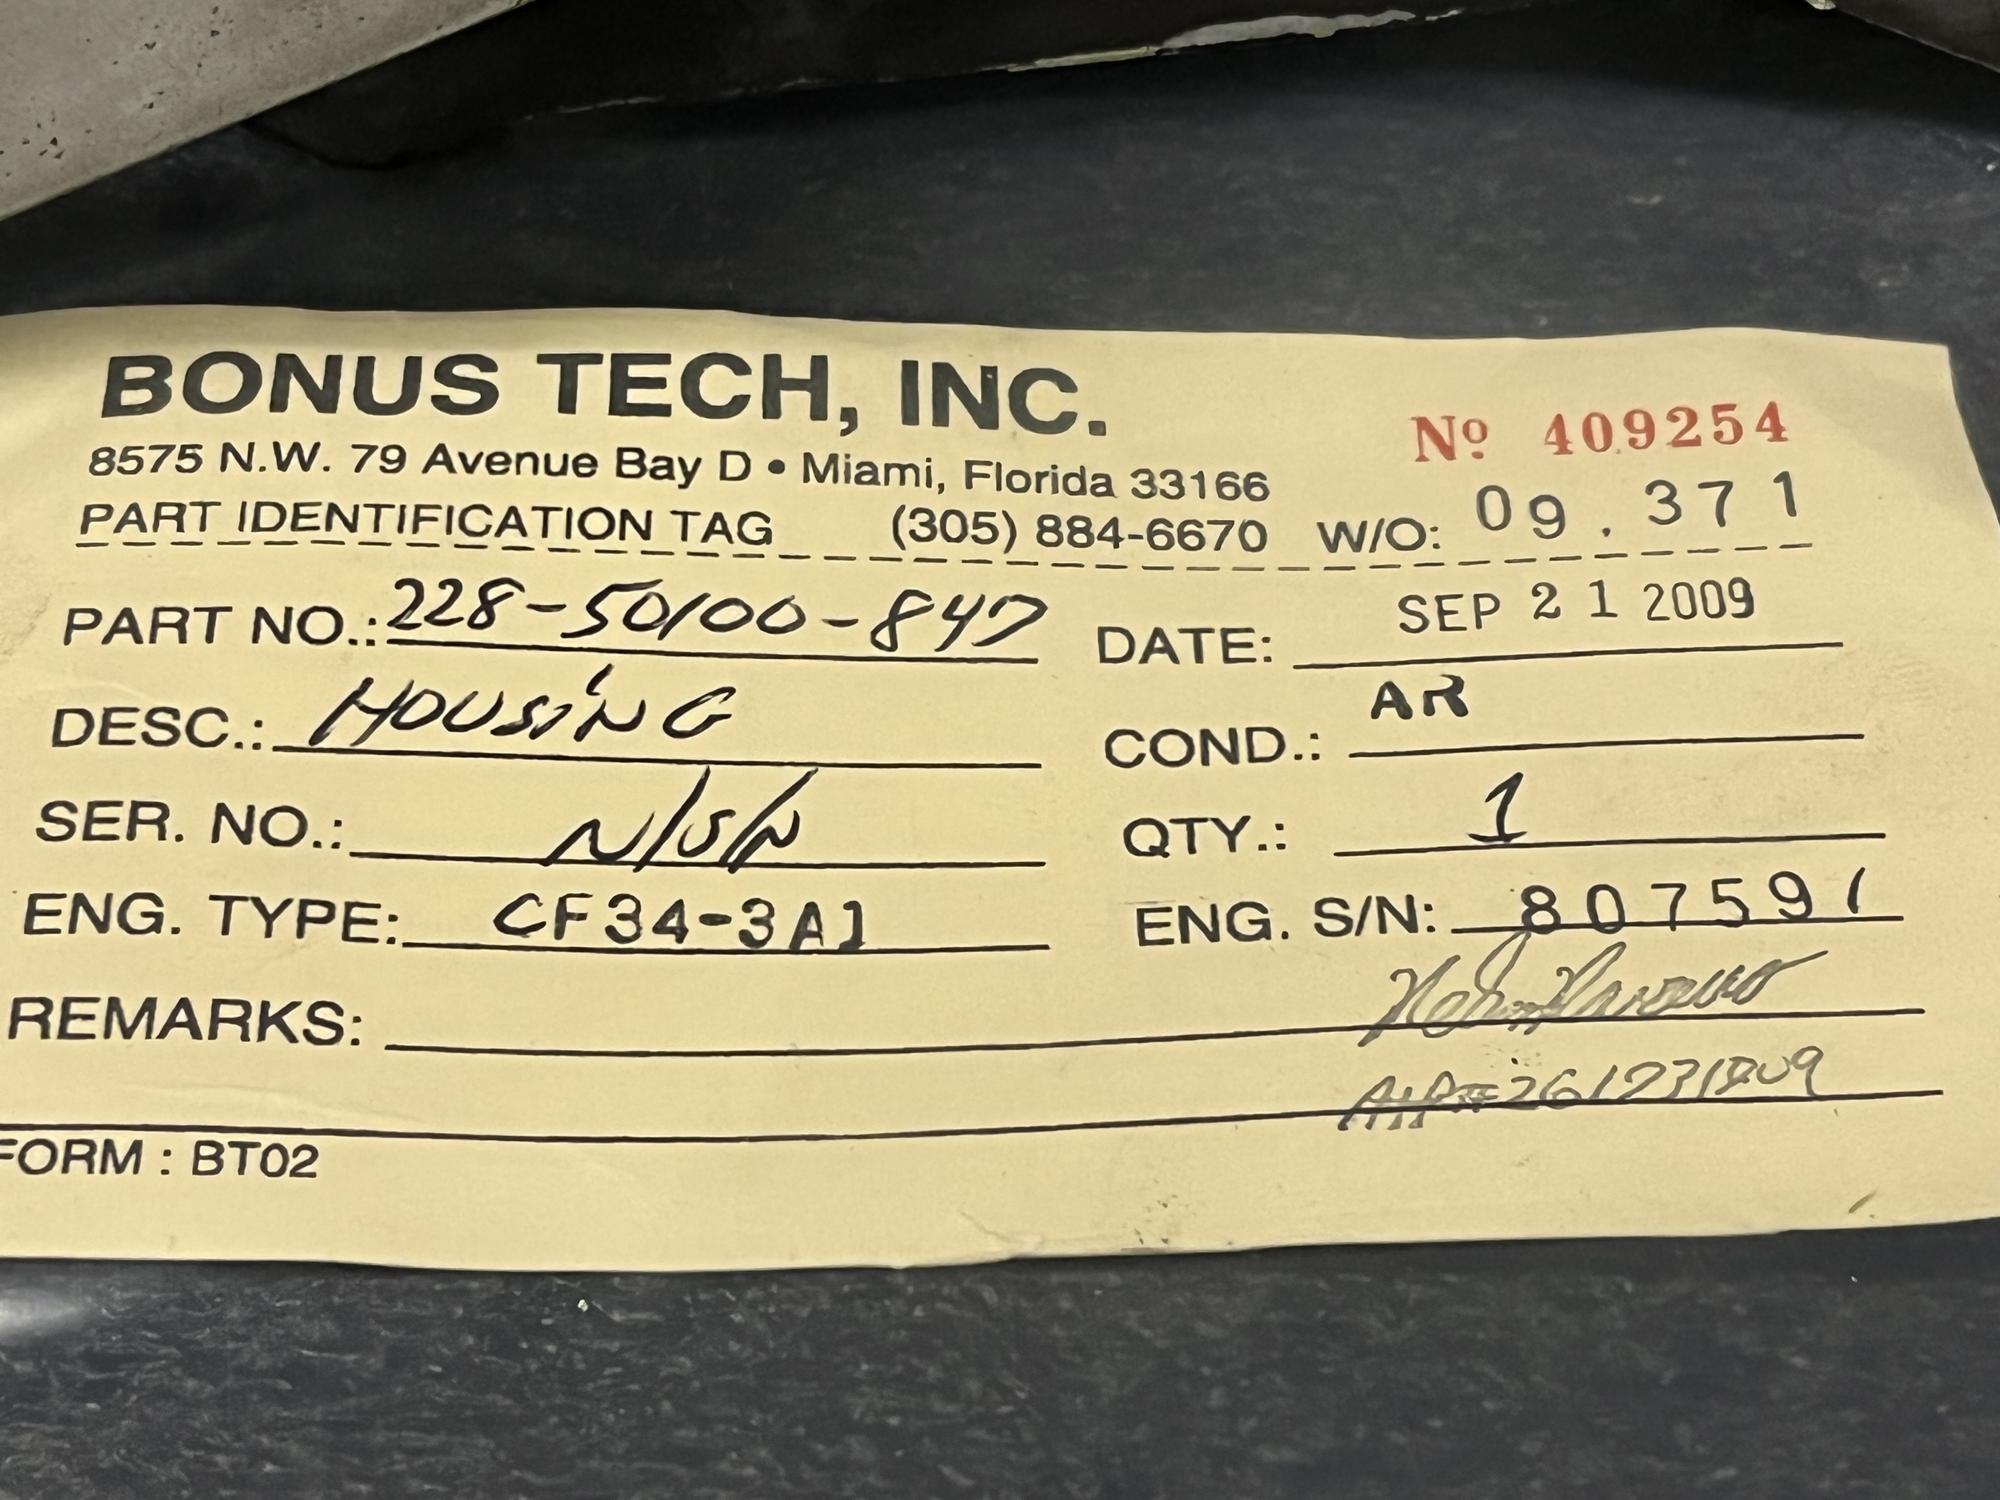 BONUS TECH, INC.
Nº 409254
8575 N.W. 79 Avenue Bay D • Miami, Florida 33166
PART IDENTIFICATION TAG (305) 884-6670 W/O: 09.371
PART NO.: 228-50100-847 DATE: SEP 21 2009
DESC.: HOUSING COND.: AR
SER. NO.: N/S/N QTY.: 1
ENG. TYPE: CF34-3A1 ENG. S/N: 807591
REMARKS:
FORM : BT02